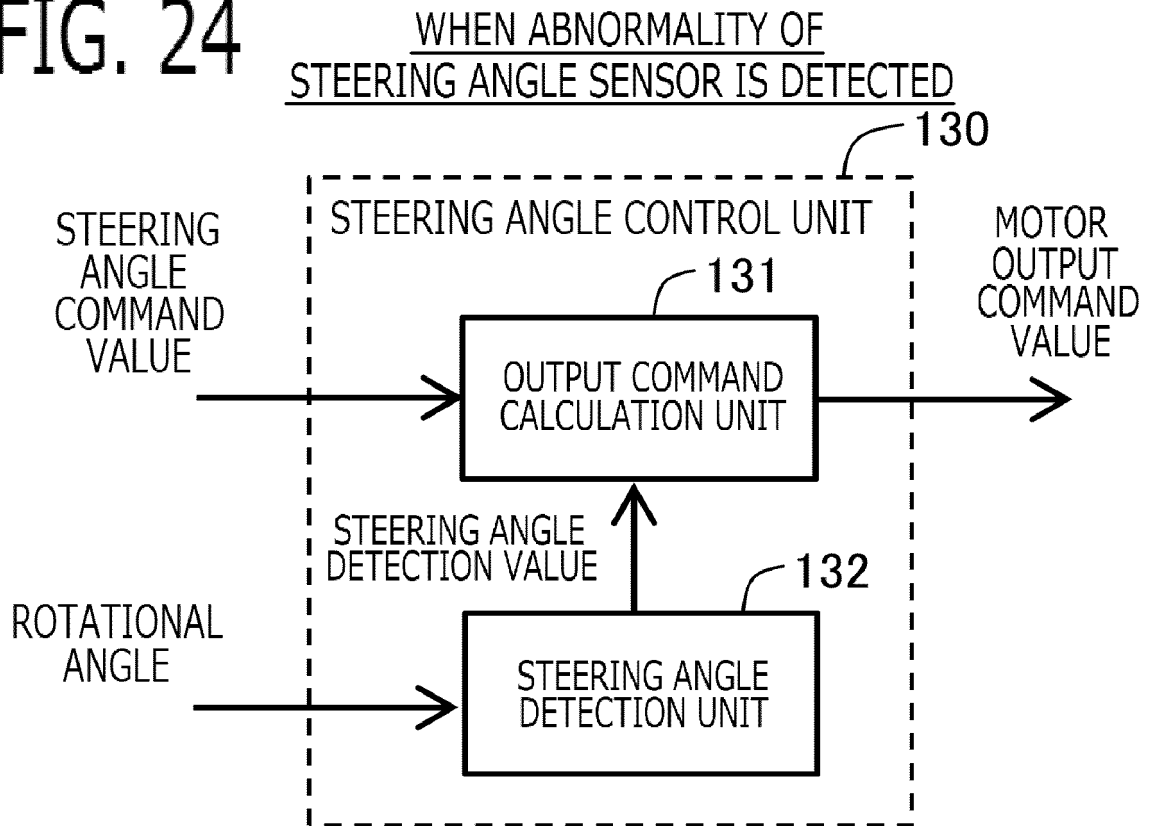 FIG. 24
WHEN ABNORMALITY OF
STEERING ANGLE SENSOR IS DETECTED
130
STEERING ANGLE CONTROL UNIT
STEERING
ANGLE
COMMAND
VALUE
131
OUTPUT COMMAND
CALCULATION UNIT
MOTOR
OUTPUT
COMMAND
VALUE
STEERING ANGLE
DETECTION VALUE
132
ROTATIONAL
ANGLE
STEERING ANGLE
DETECTION UNIT